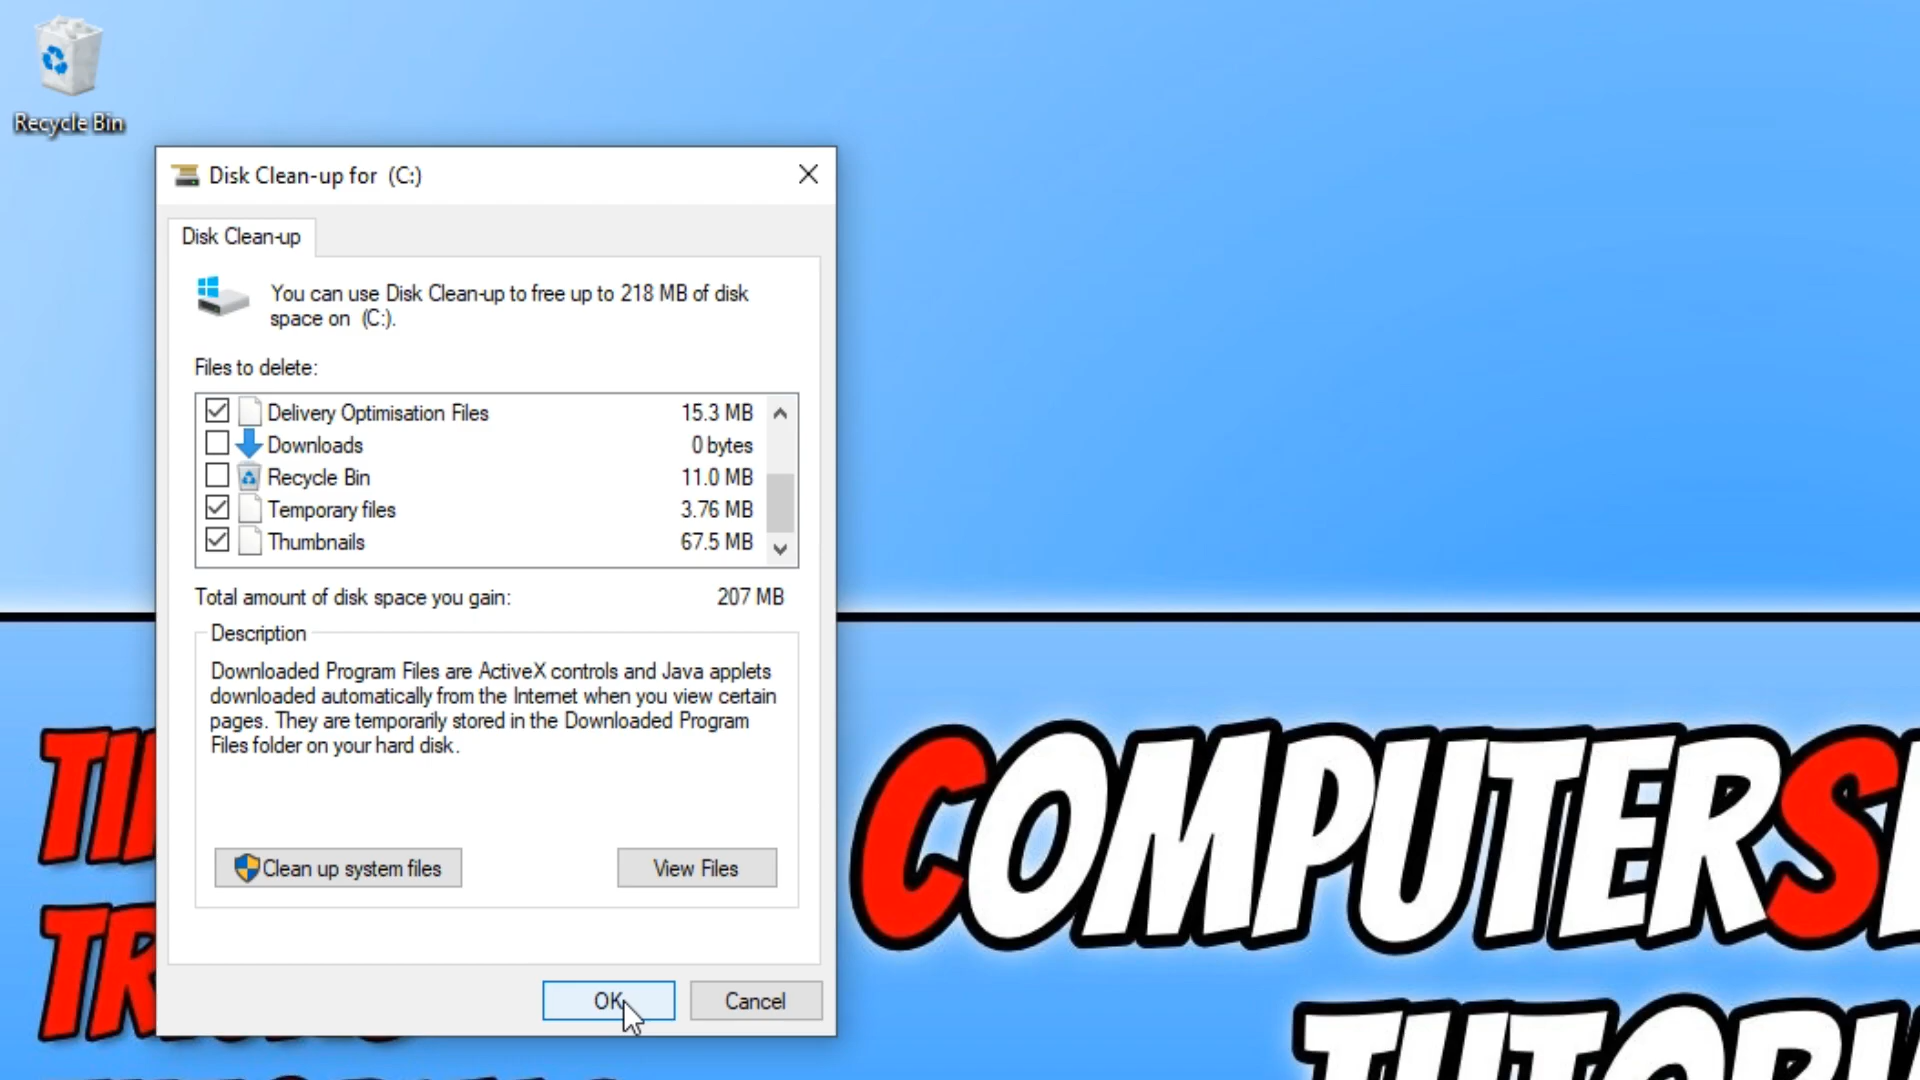 Recycle Bin
Disk Clean-up for (C:)
Disk Clean-up
You can use Disk Clean-up to free up to 218 MB of disk
space on (C:).
Files to delete:
Delivery Optimisation Files 15.3 MB
Downloads 0 bytes
Recycle Bin 11.0 MB
Temporary files 3.76 MB
Thumbnails 67.5 MB
Total amount of disk space you gain: 207 MB
Description
Downloaded Program Files are ActiveX controls and Java applets
downloaded automatically from the Internet when you view certain
pages. They are temporarily stored in the Downloaded Program
Files folder on your hard disk.
Clean up system files View Files
OK Cancel
TI
COMPUTERS
TR
TUTORI